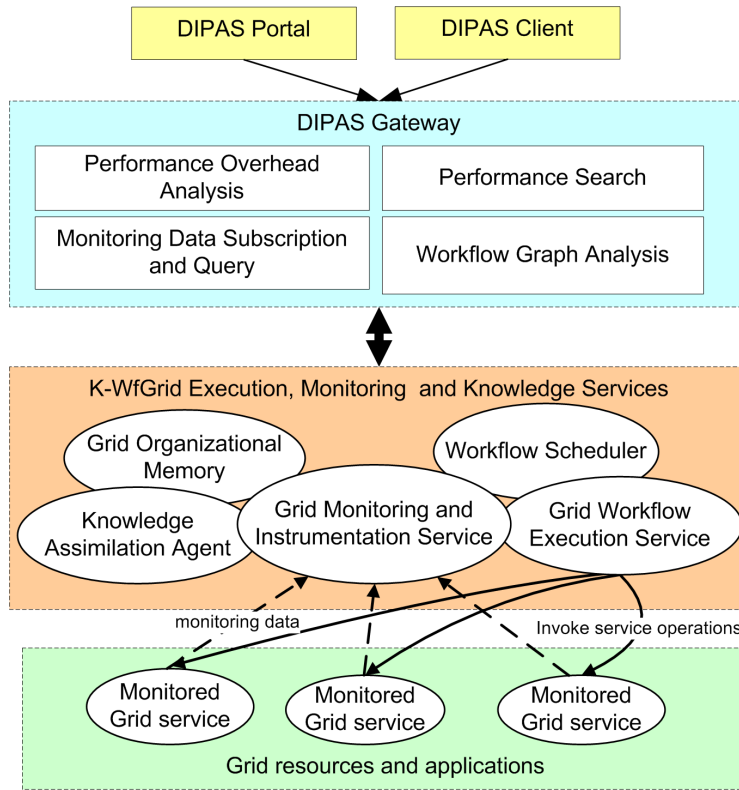 DIPAS Portal
DIPAS Client
DIPAS Gateway
Performance Overhead
Analysis
Performance Search
Monitoring Data Subscription
and Query
Workflow Graph Analysis
K-WfGrid Execution, Monitoring and Knowledge Services
Grid Organizational
Memory
Workflow Scheduler
Knowledge
Assimilation Agent
Grid Monitoring and
Instrumentation Service
Grid Workflow
Execution Service
monitoring data
Invoke service operations
Monitored
Grid service
Monitored
Grid service
Monitored
Grid service
Grid resources and applications